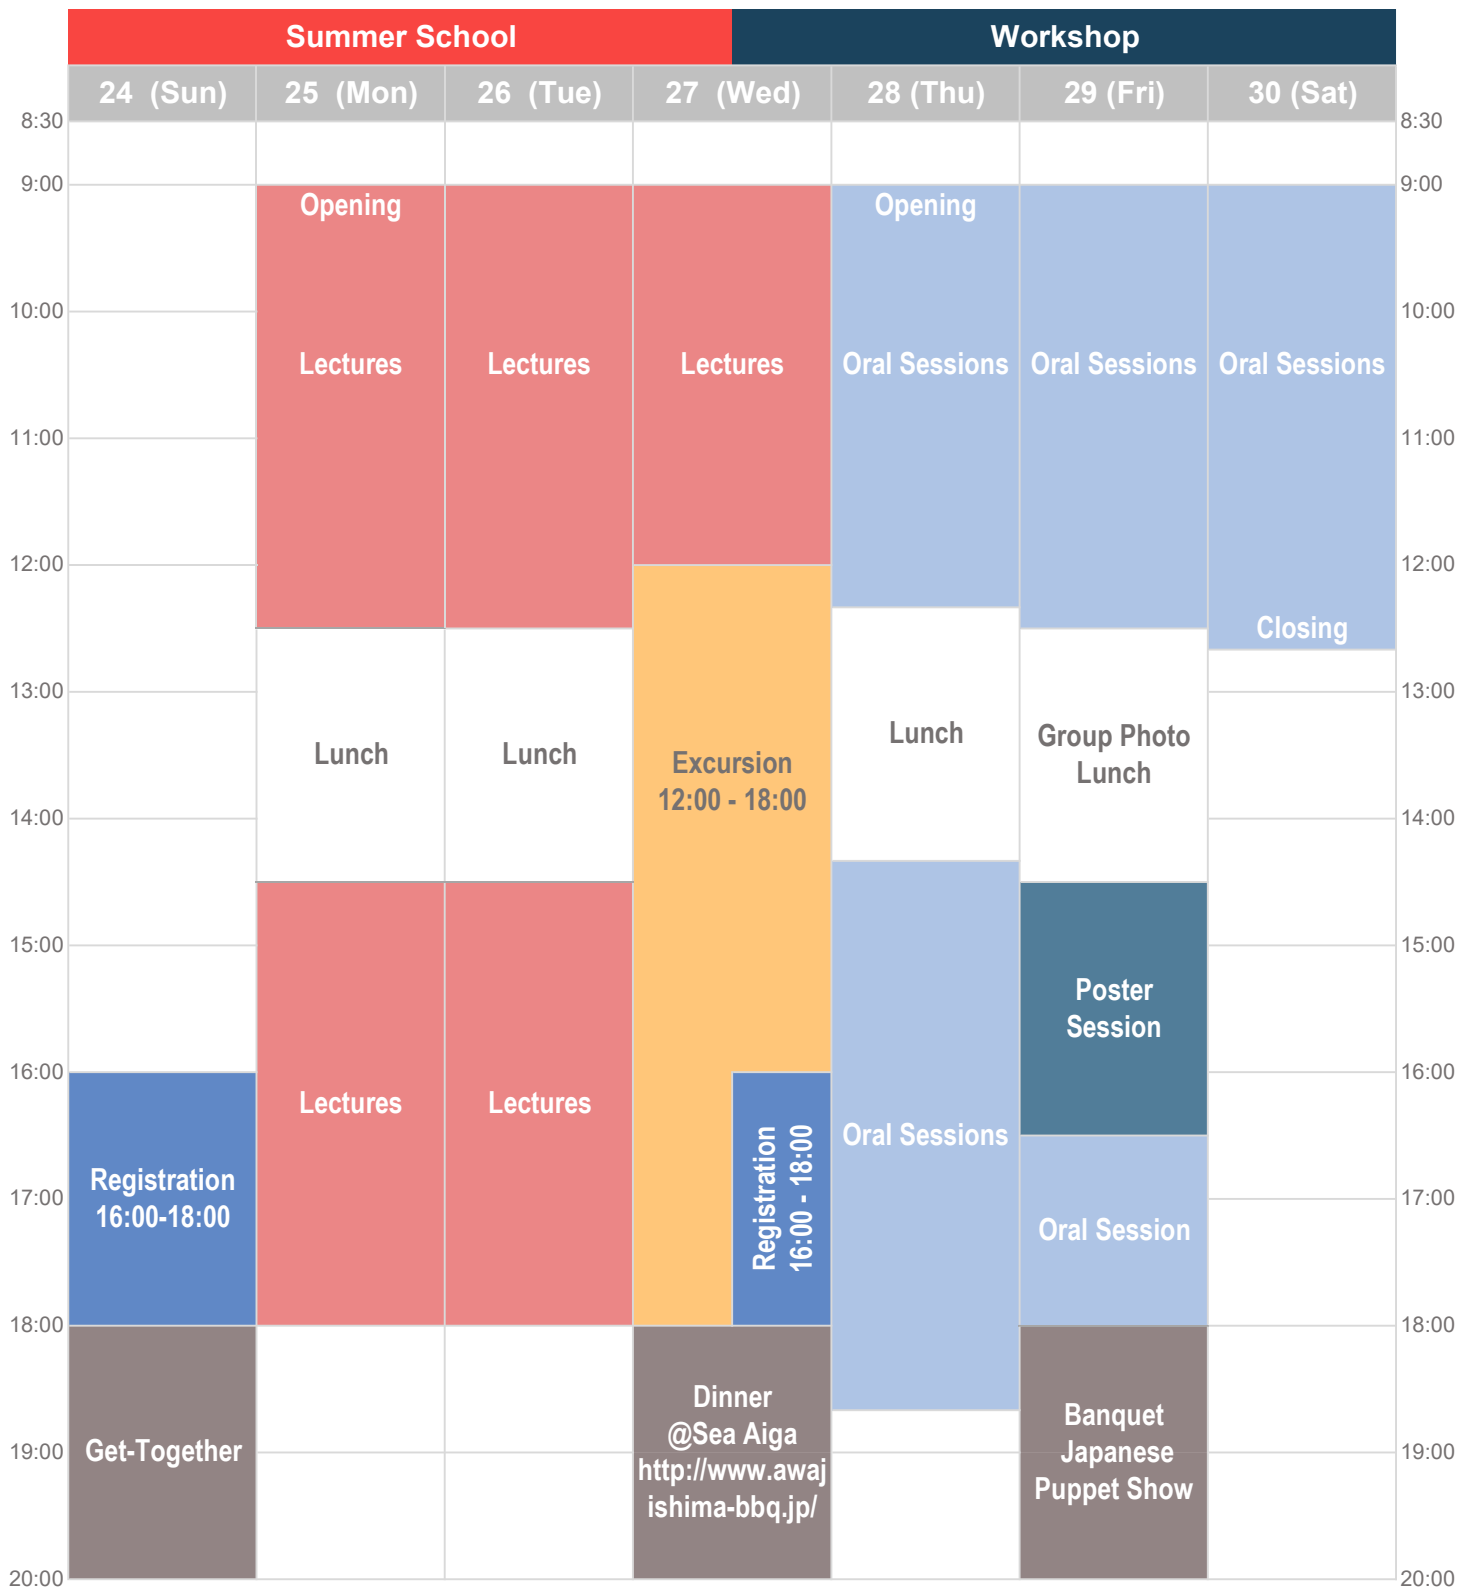 Summer School
Workshop
24 (Sun)
25 (Mon)
26 (Tue)
27 (Wed)
28 (Thu)
29 (Fri)
30 (Sat)
8:30
8:30
9:00
9:00
Opening
Opening
10:00
10:00
Lectures
Lectures
Lectures
Oral Sessions
Oral Sessions
Oral Sessions
11:00
11:00
12:00
12:00
Closing
13:00
13:00
Lunch
Lunch
Excursion
12:00 - 18:00
Lunch
Group Photo
Lunch
14:00
14:00
15:00
15:00
Poster
Session
16:00
16:00
Lectures
Lectures
Oral Sessions
Registration
16:00-18:00
Registration
16:00 - 18:00
17:00
17:00
Oral Session
18:00
18:00
Get-Together
Dinner
@Sea Aiga
http://www.awaj
ishima-bbq.jp/
Banquet
Japanese
Puppet Show
19:00
19:00
20:00
20:00